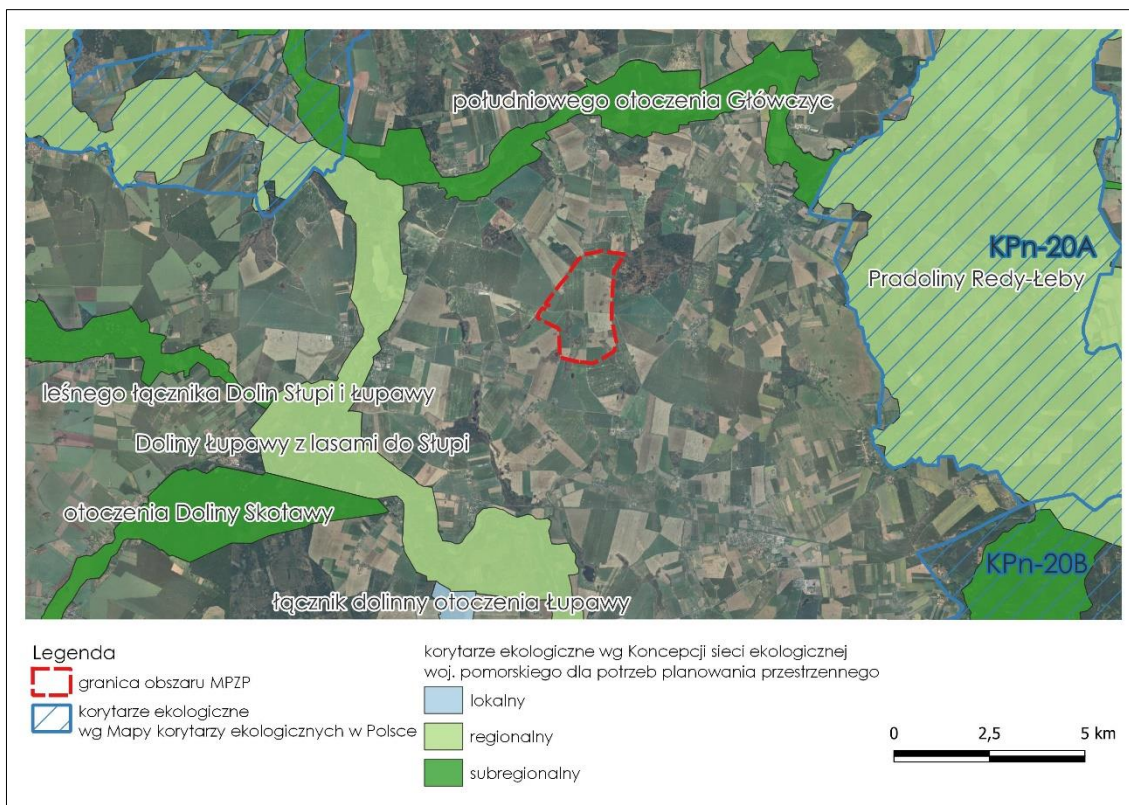 południowego otoczenia Główczyc
KPn-20A
Pradoliny Redy-Łeby
leśnego łącznika Dolin Słupi i Łupawy
Doliny Łupawy z lasami do Słupi
otoczenia Doliny Skotawy
KPn-20B
łącznik dolinny otoczenia Łupawy
Legenda
granica obszaru MPZP
korytarze ekologiczne
wg Mapy korytarzy ekologicznych w Polsce
korytarze ekologiczne wg Koncepcji sieci ekologicznej
woj. pomorskiego dla potrzeb planowania przestrzennego
lokalny
regionalny
subregionalny
0 2,5 5 km